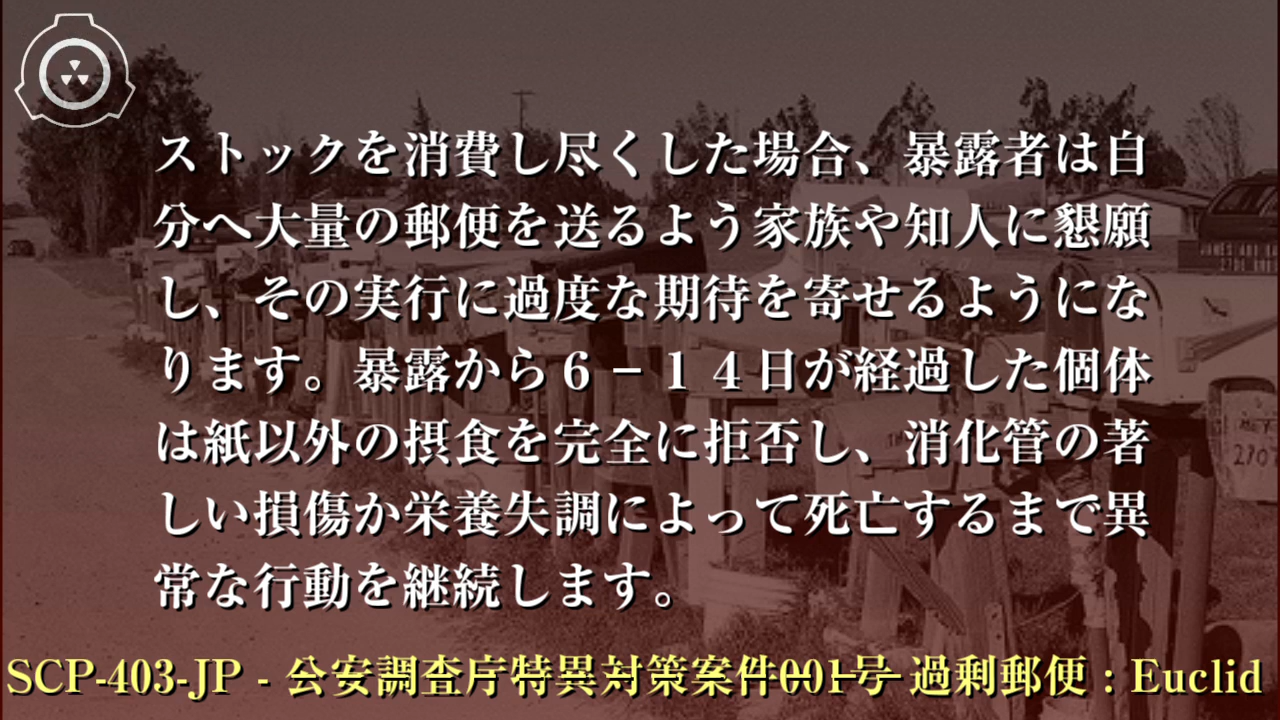 ストックを消費し尽くした場合、暴露者は自
分へ大量の郵便を送るよう家族や知人に懇願
し、その実行に過度な期待を寄せるようにな
ります。暴露から６－１４日が経過した個体
は紙以外の摂食を完全に拒否し、消化管の著
しい損傷か栄養失調によって死亡するまで異
常な行動を継続します。
SCP-403-JP - 公安調査庁特異対策案件001号 過剰郵便 : Euclid